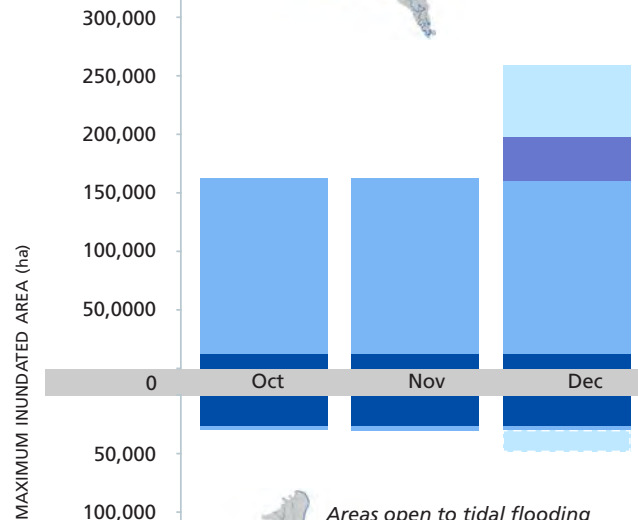 300,000
250,000
200,000
150,000
100,000
50,0000
0 Oct Nov Dec
50,000
100,000
MAXIMUM INUNDATED AREA (ha)
Areas open to tidal flooding